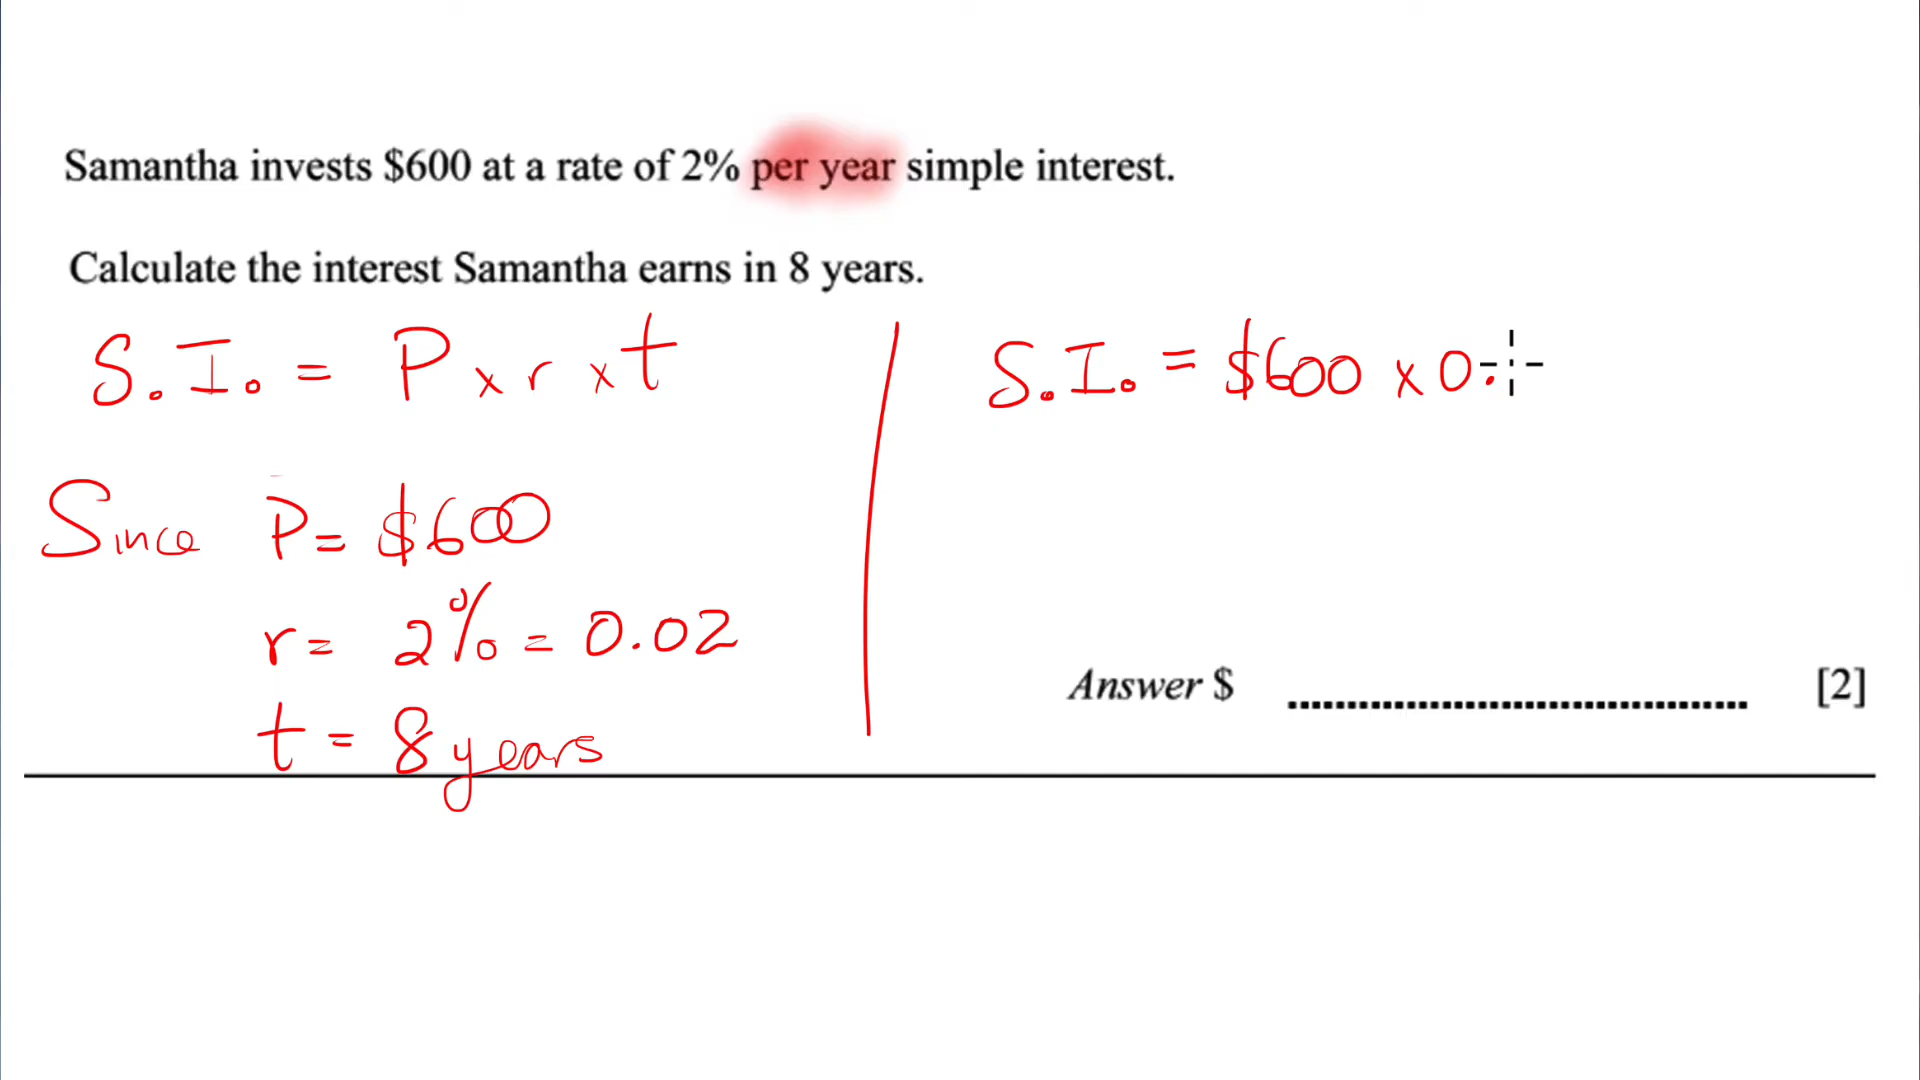 Samantha invests $600 at a rate of 2% per year simple interest.
Calculate the interest Samantha earns in 8 years.
S.I. = P x r x t
Since P = $600
r = 2% = 0.02
t = 8 years
S.I. = $600 x 0.
Answer $ ........................................ [2]